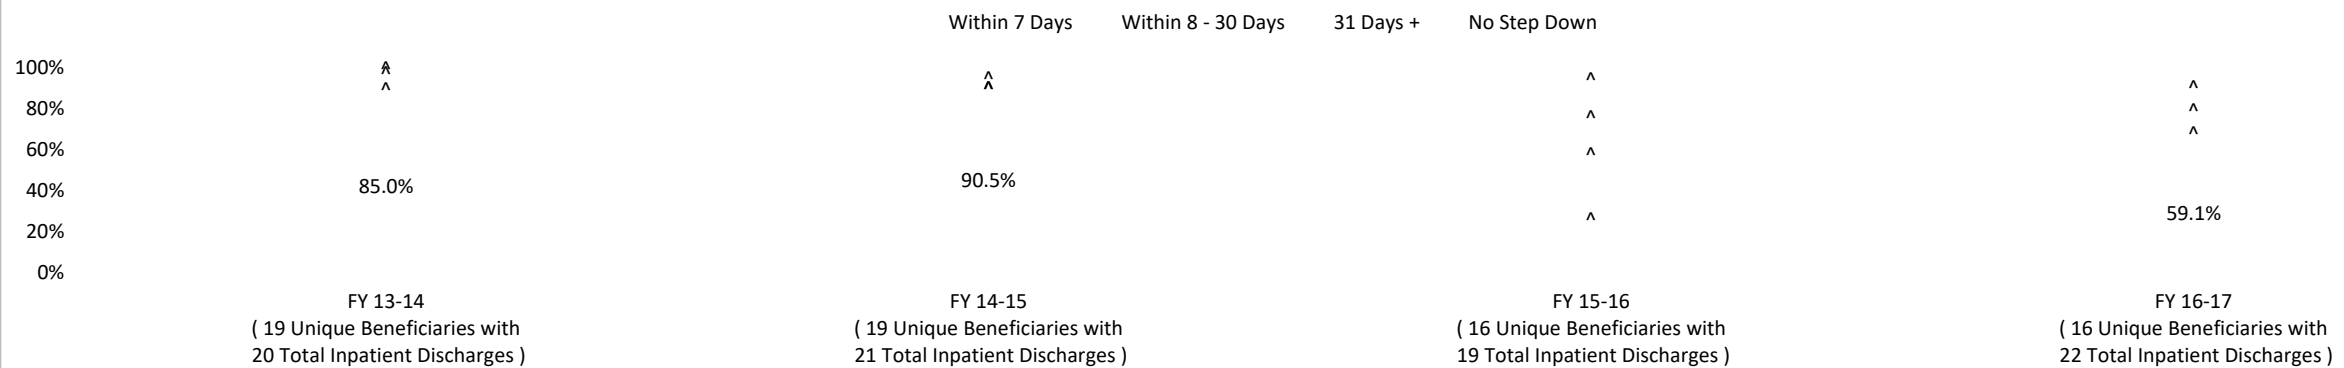 Within 7 Days Within 8 - 30 Days 31 Days + No Step Down
100%
80%
60%
40%
20%
0%
^ ^ ^ 85.0%
^ ^ ^ 90.5%
^ ^ ^ ^
^ ^ ^ 59.1%
FY 13-14
( 19 Unique Beneficiaries with
20 Total Inpatient Discharges )
FY 14-15
( 19 Unique Beneficiaries with
21 Total Inpatient Discharges )
FY 15-16
( 16 Unique Beneficiaries with
19 Total Inpatient Discharges )
FY 16-17
( 16 Unique Beneficiaries with
22 Total Inpatient Discharges )